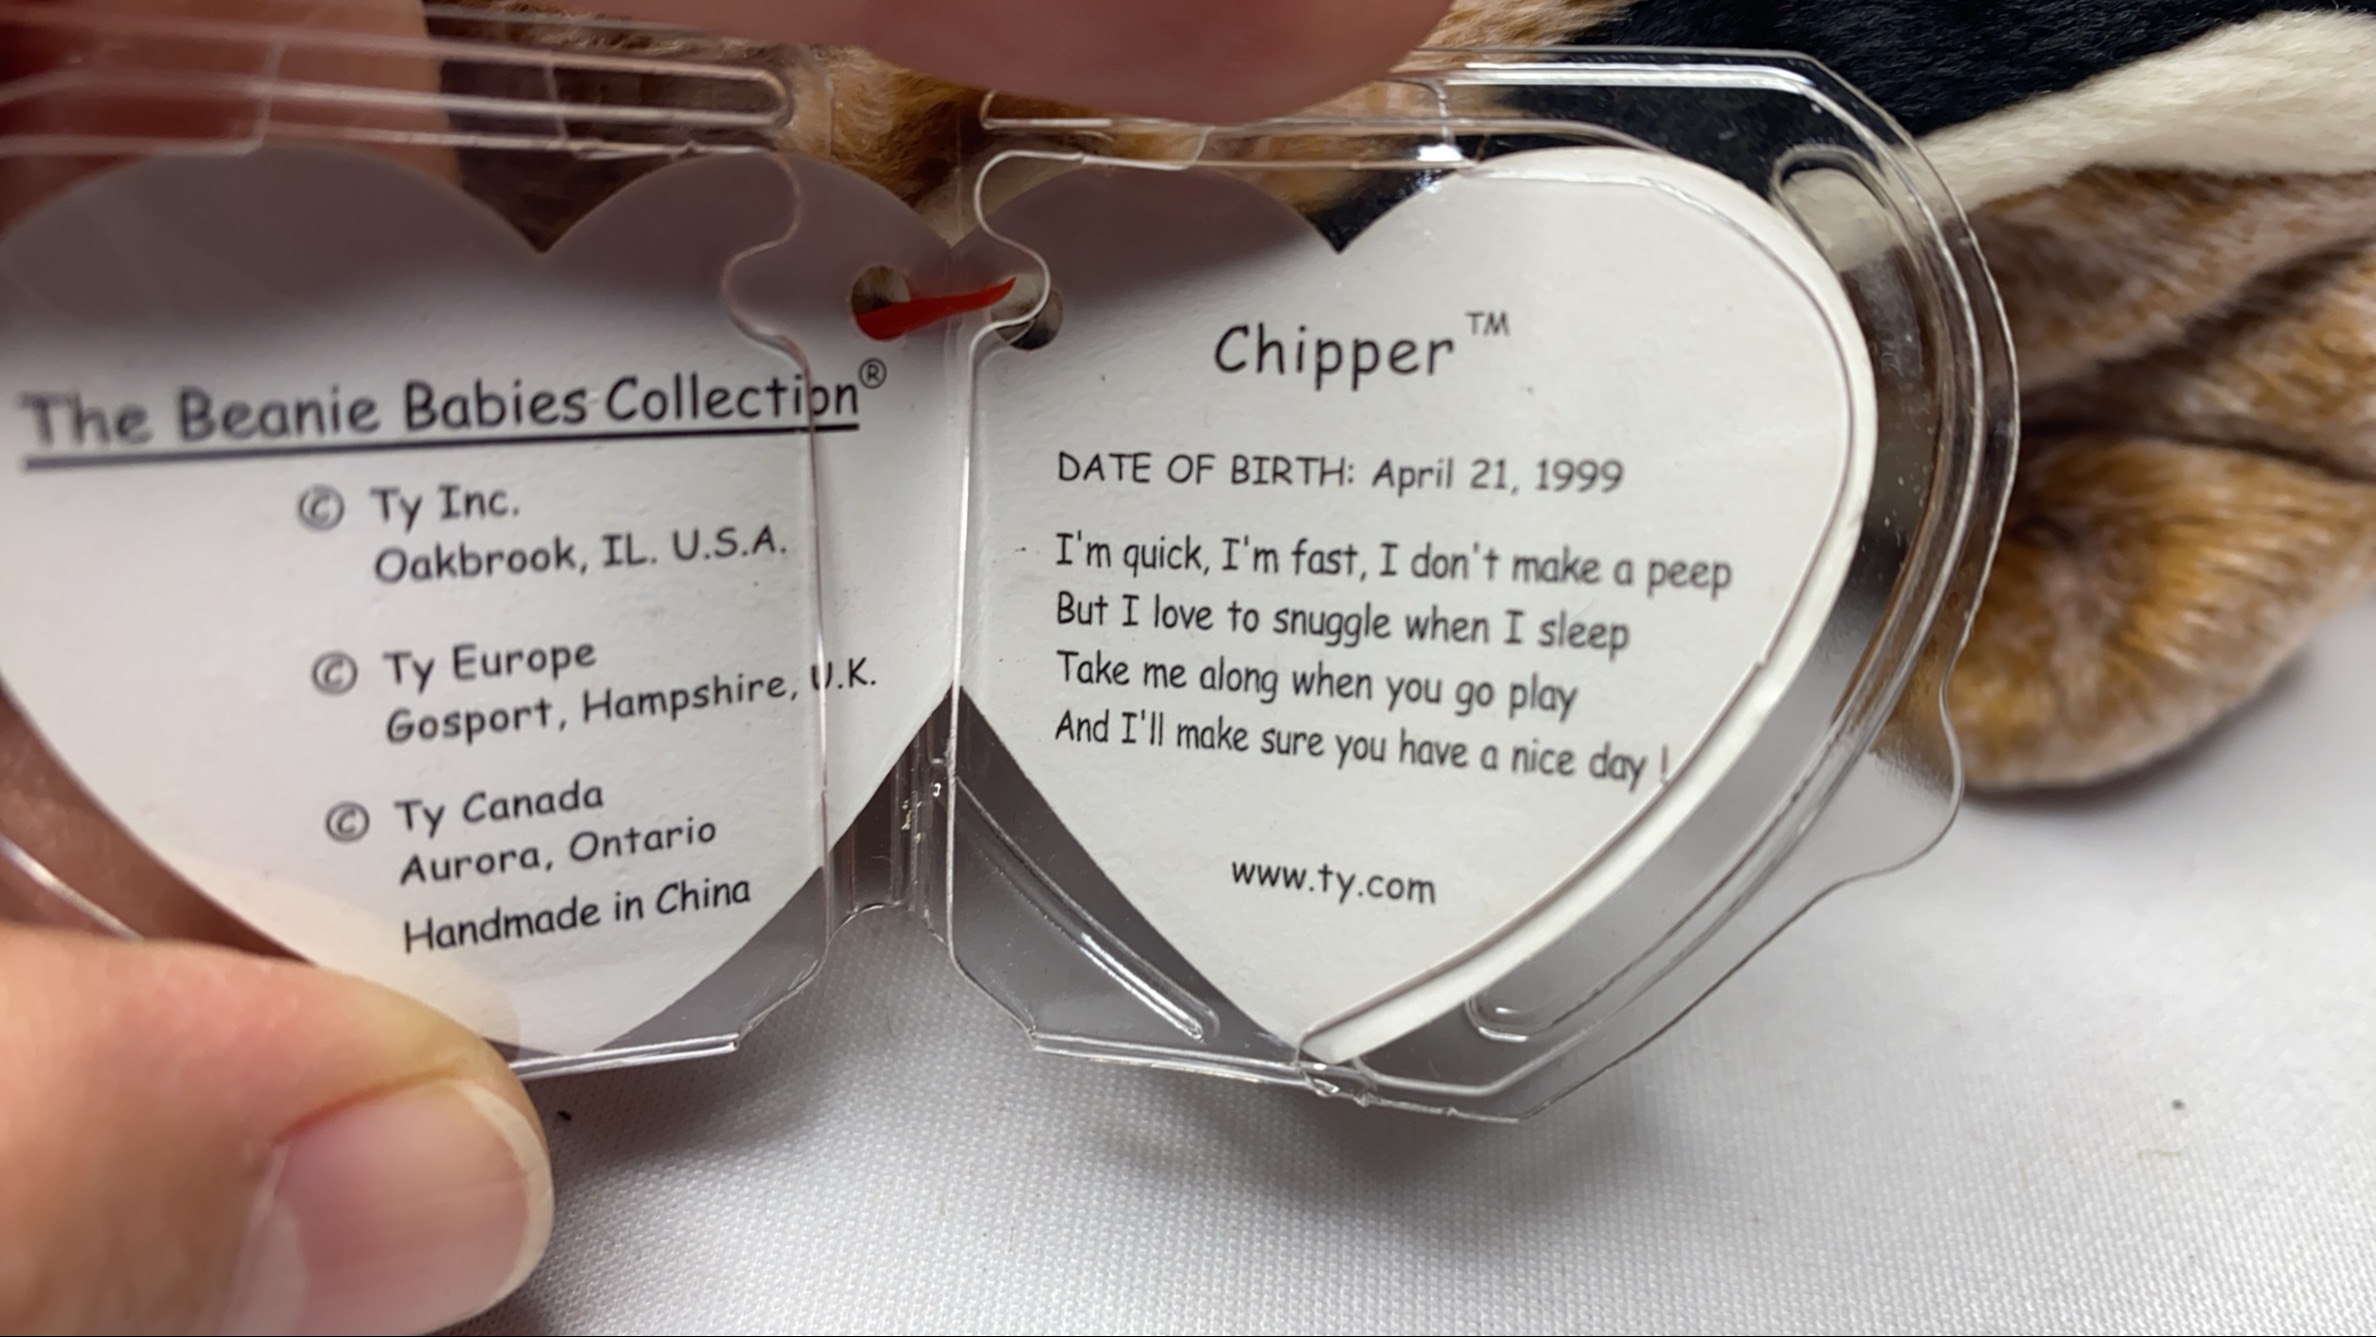 The Beanie Babies Collection®
© Ty Inc.
Oakbrook, IL. U.S.A.
© Ty Europe
Gosport, Hampshire, U.K.
© Ty Canada
Aurora, Ontario
Handmade in China
Chipper™
DATE OF BIRTH: April 21, 1999
I'm quick, I'm fast, I don't make a peep
But I love to snuggle when I sleep
Take me along when you go play
And I'll make sure you have a nice day !
www.ty.com